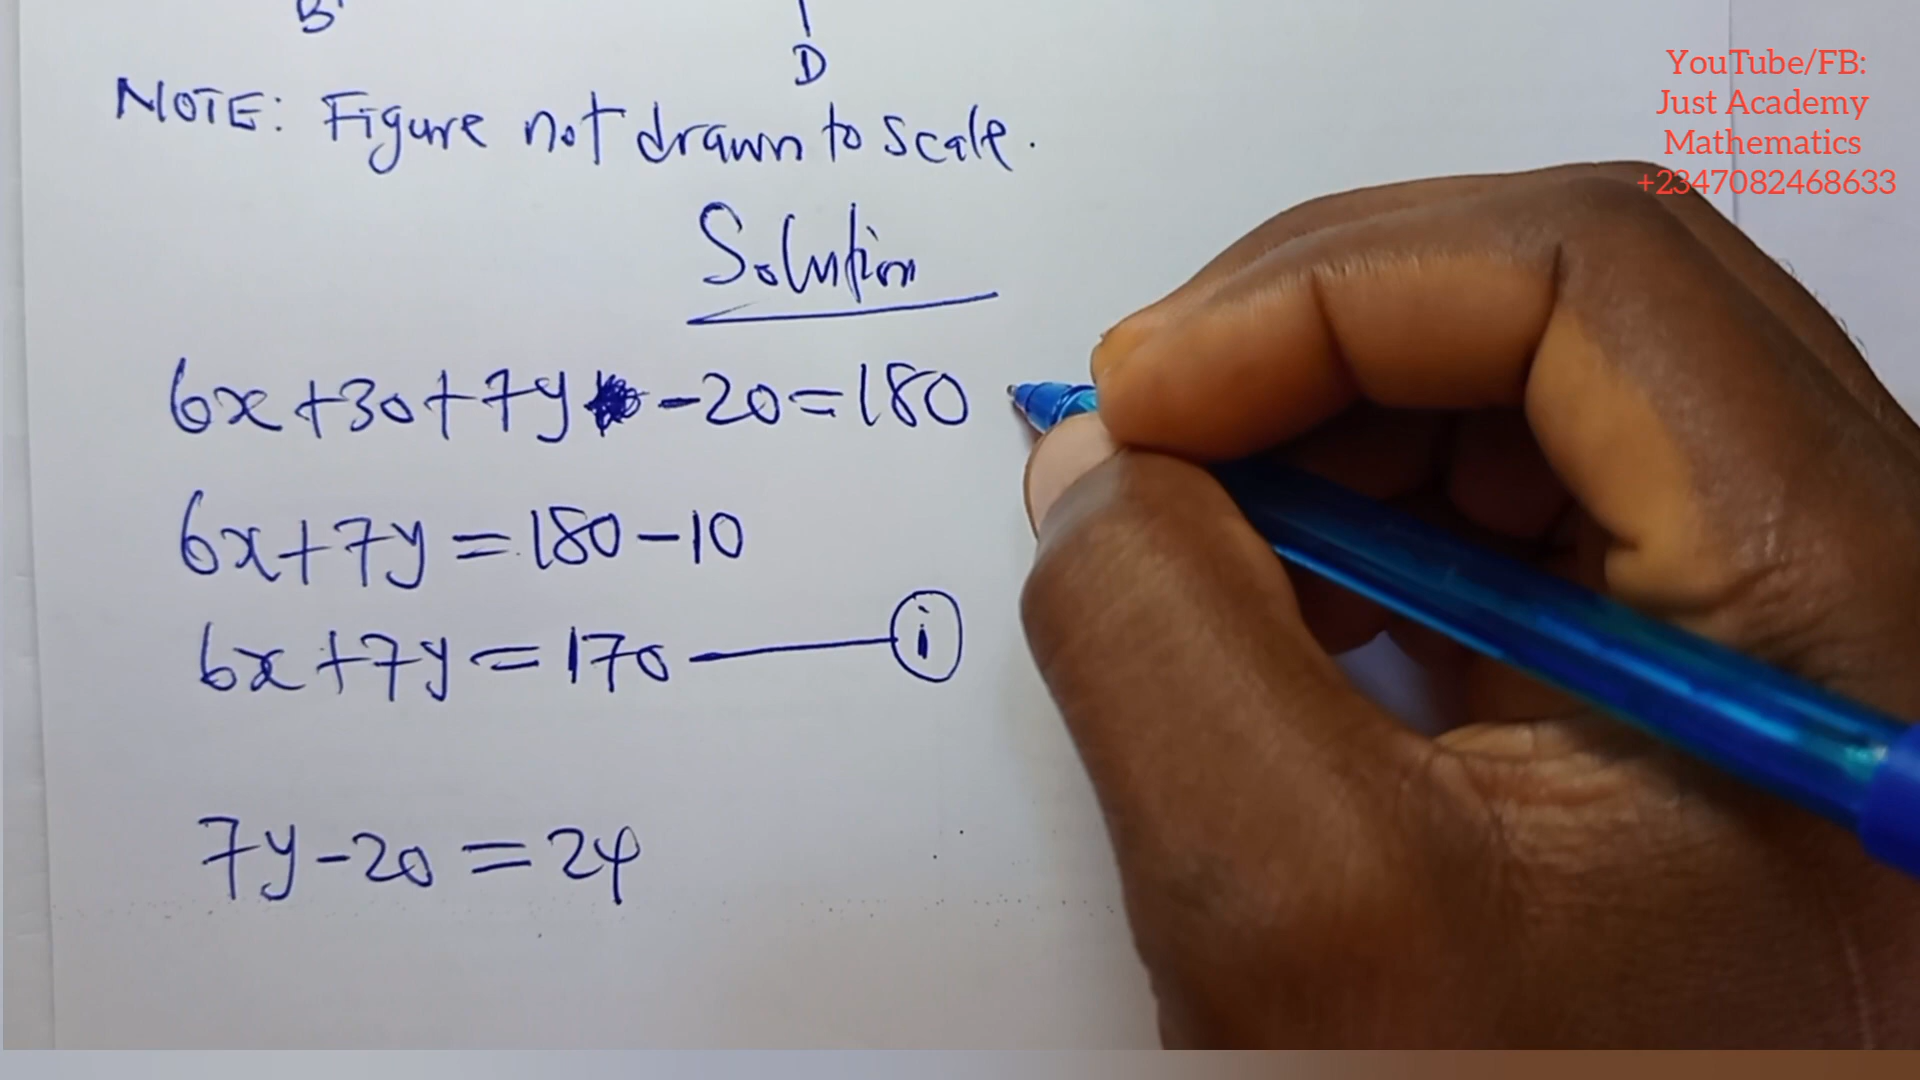 B
D
NOTE: Figure not drawn to scale.
Solution
6x+30+7y -20=180
6x+7y=180-10
6x+7y=170 — i
7y-20=24
YouTube/FB:
Just Academy
Mathematics
+2347082468633